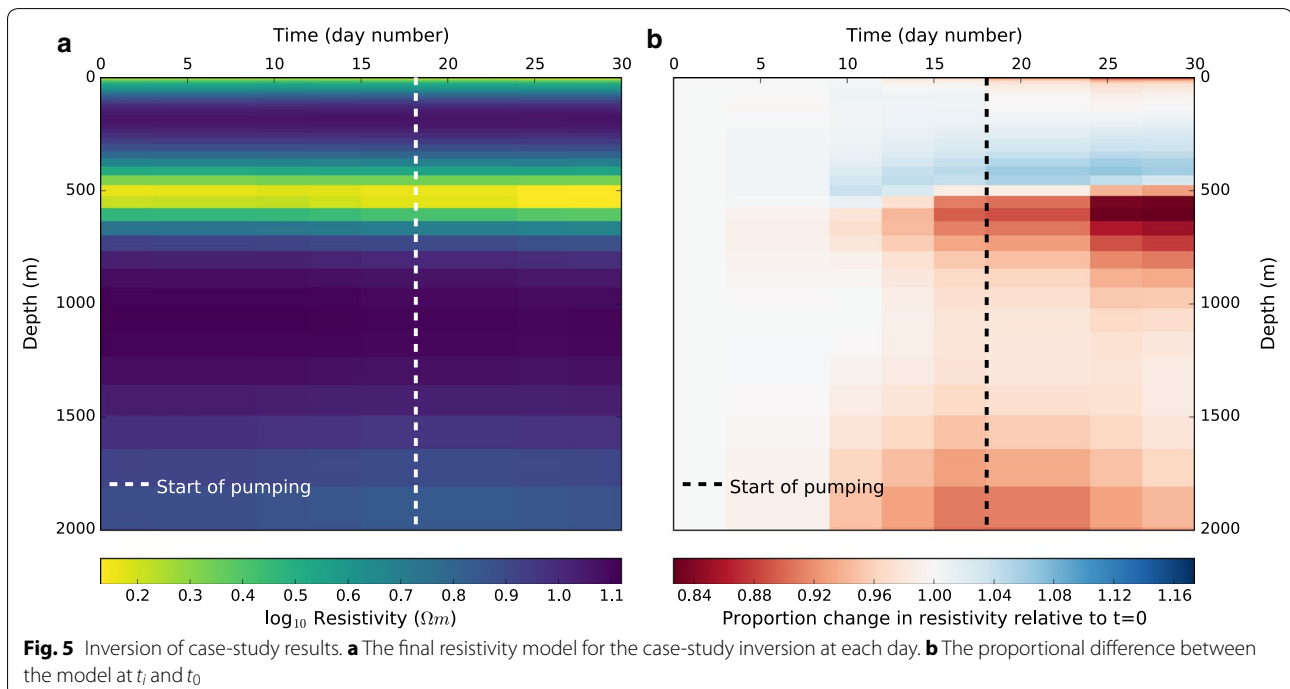 a
Time (day number)
0 5 10 15 20 25 30
0
500
1000
1500
2000
Depth (m)
Start of pumping
0.2 0.3 0.4 0.5 0.6 0.7 0.8 0.9 1.0 1.1
log₁₀ Resistivity (Ωm)
b
Time (day number)
0 5 10 15 20 25 30
0
500
1000
1500
2000
Depth (m)
Start of pumping
0.84 0.88 0.92 0.96 1.00 1.04 1.08 1.12 1.16
Proportion change in resistivity relative to t=0
Fig. 5 Inversion of case-study results. a The final resistivity model for the case-study inversion at each day. b The proportional difference between
the model at tᵢ and t₀